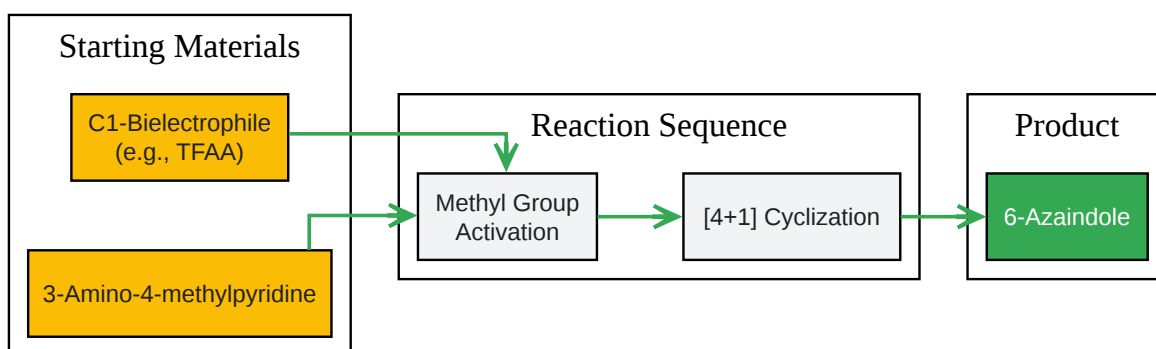 Starting Materials
C1-Bielectrophile
(e.g., TFAA)
3-Amino-4-methylpyridine
Reaction Sequence
Methyl Group
Activation
[4+1] Cyclization
Product
6-Azaindole